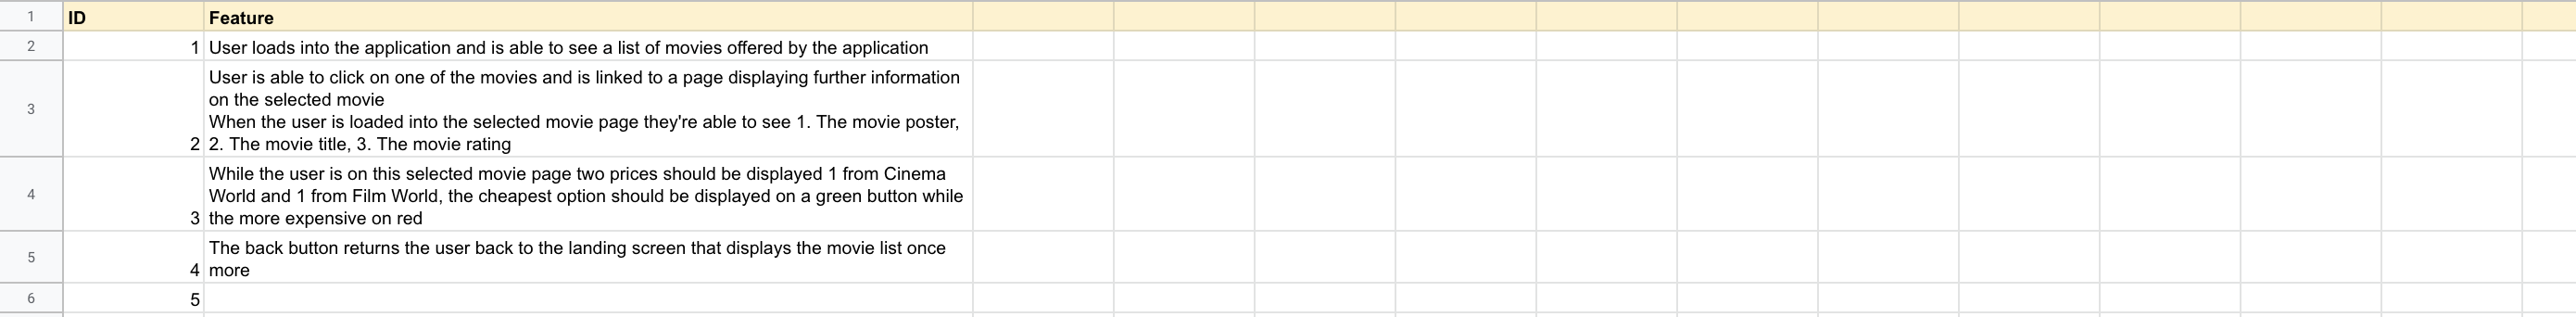 1 ID Feature
2 1 User loads into the application and is able to see a list of movies offered by the application
User is able to click on one of the movies and is linked to a page displaying further information
on the selected movie
3 When the user is loaded into the selected movie page they're able to see 1. The movie poster,
2 2. The movie title, 3. The movie rating
While the user is on this selected movie page two prices should be displayed 1 from Cinema
4 World and 1 from Film World, the cheapest option should be displayed on a green button while
3 the more expensive on red
5 The back button returns the user back to the landing screen that displays the movie list once
4 more
6 5